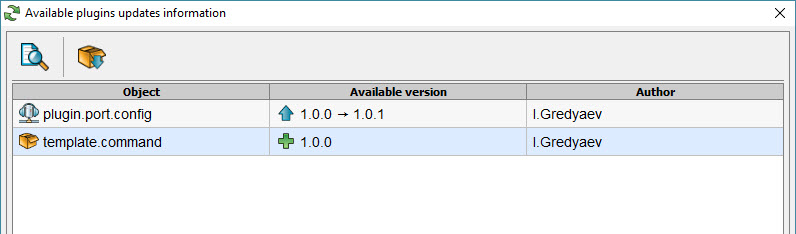 Available plugins updates information
Object Available version Author
plugin.port.config 1.0.0 → 1.0.1 I.Gredyaev
template.command 1.0.0 I.Gredyaev